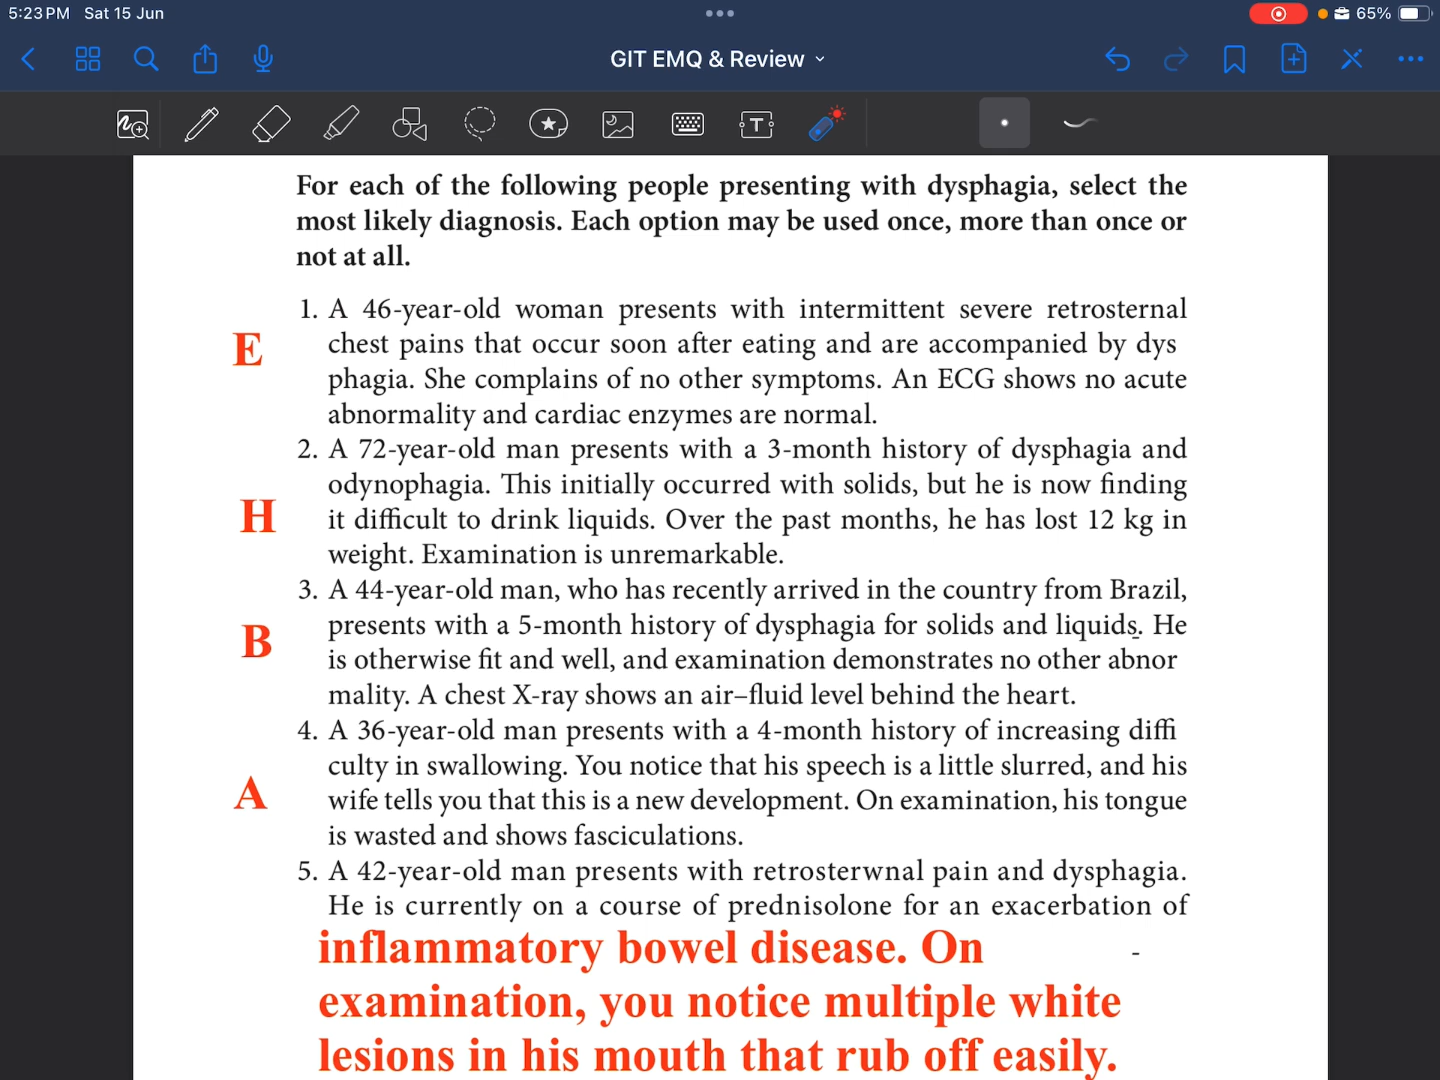 5:23 PM Sat 15 Jun
65%
GIT EMQ & Review
T
For each of the following people presenting with dysphagia, select the
most likely diagnosis. Each option may be used once, more than once or
not at all.
1. A 46-year-old woman presents with intermittent severe retrosternal
E
chest pains that occur soon after eating and are accompanied by dys
phagia. She complains of no other symptoms. An ECG shows no acute
abnormality and cardiac enzymes are normal.
2. A 72-year-old man presents with a 3-month history of dysphagia and
odynophagia. This initially occurred with solids, but he is now finding
H
it difficult to drink liquids. Over the past months, he has lost 12 kg in
weight. Examination is unremarkable.
3. A 44-year-old man, who has recently arrived in the country from Brazil,
B
presents with a 5-month history of dysphagia for solids and liquids. He
is otherwise fit and well, and examination demonstrates no other abnor
mality. A chest X-ray shows an air–fluid level behind the heart.
4. A 36-year-old man presents with a 4-month history of increasing diffi
culty in swallowing. You notice that his speech is a little slurred, and his
A
wife tells you that this is a new development. On examination, his tongue
is wasted and shows fasciculations.
5. A 42-year-old man presents with retrosterwnal pain and dysphagia.
He is currently on a course of prednisolone for an exacerbation of
inflammatory bowel disease. On
examination, you notice multiple white
lesions in his mouth that rub off easily.